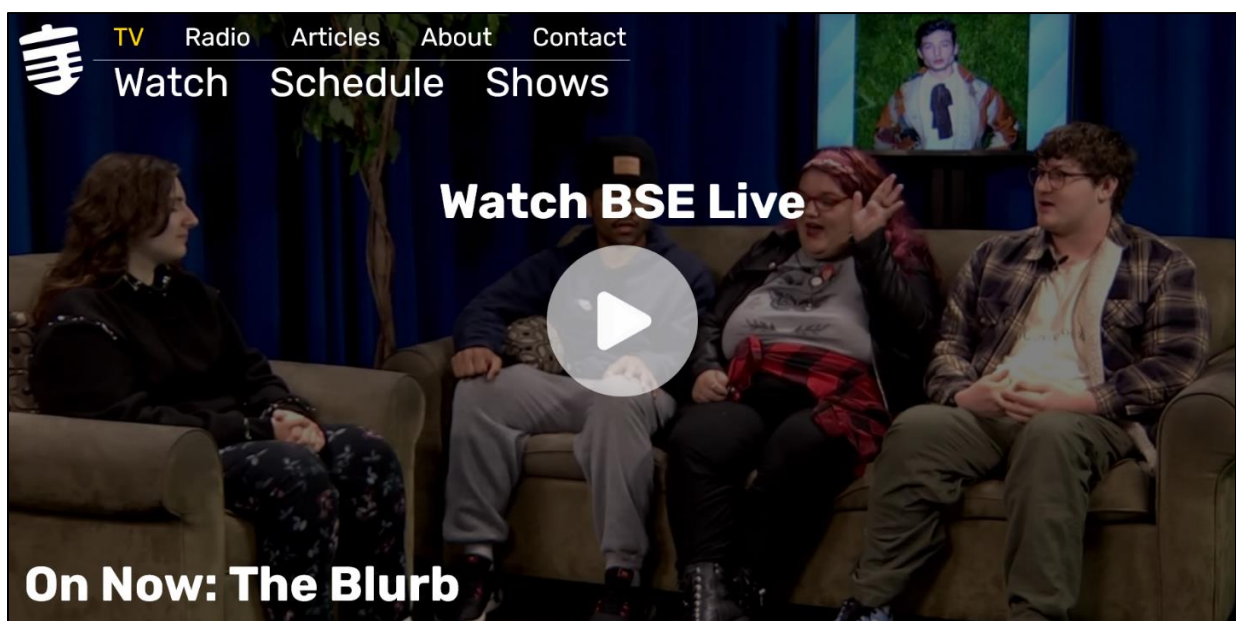 TV Radio Articles About Contact
Watch Schedule Shows
Watch BSE Live
On Now: The Blurb